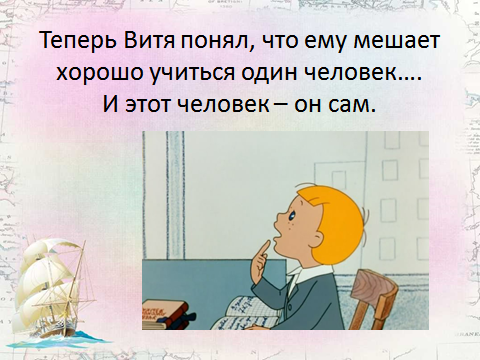 Теперь Витя понял, что ему мешает
хорошо учиться один человек….
И этот человек – он сам.